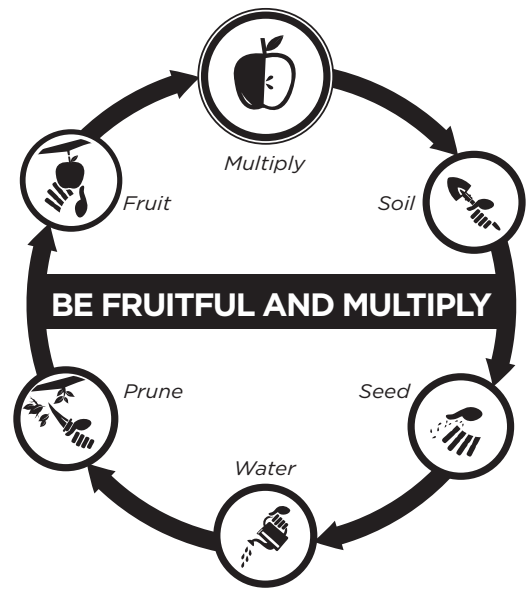 Multiply
Fruit
Soil
BE FRUITFUL AND MULTIPLY
Prune
Seed
Water